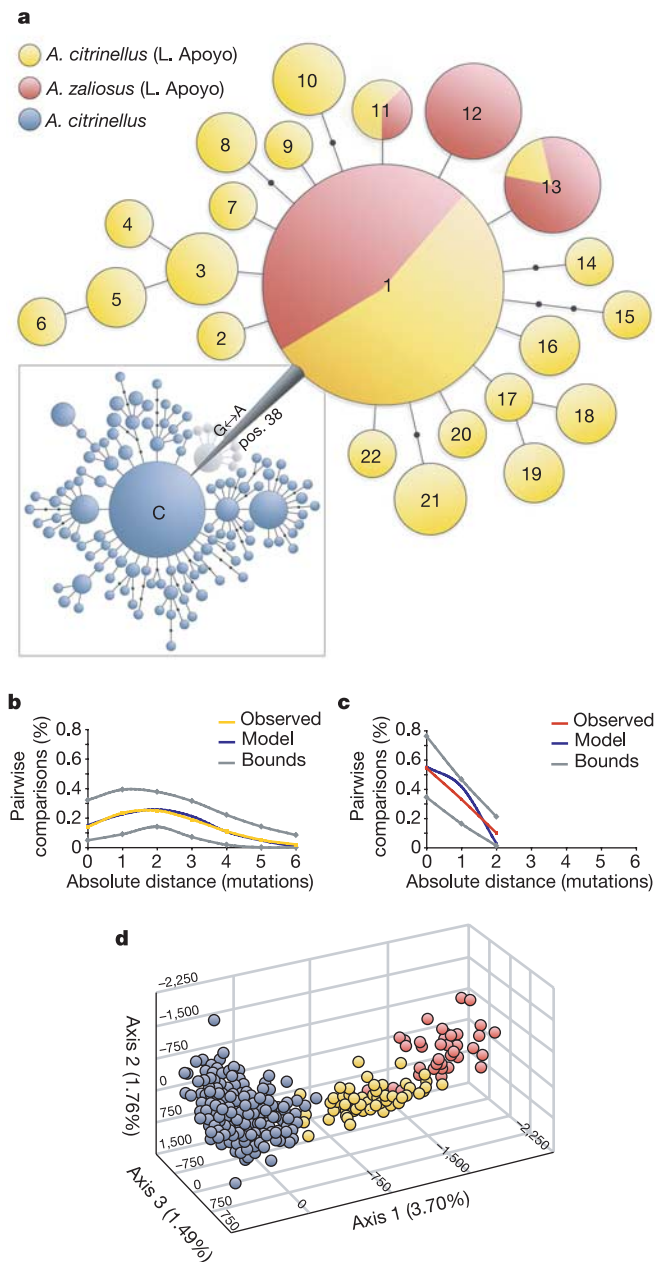 a
A. citrinellus (L. Apoyo)
A. zaliosus (L. Apoyo)
A. citrinellus
10
11
12
8
9
13
7
4
3
1
14
5
6
15
2
16
17
18
G↔A
pos. 38
20
22
19
21
C
b
0.8
0.6
0.4
0.2
0
Pairwise
comparisons (%)
Observed
Model
Bounds
0 1 2 3 4 5 6
Absolute distance (mutations)
c
0.8
0.6
0.4
0.2
0
Pairwise
comparisons (%)
Observed
Model
Bounds
0 1 2 3 4 5 6
Absolute distance (mutations)
d
–2,250
–1,500
–750
0
750
1,500
Axis 2 (1.76%)
–750
0
750
750
Axis 3 (1.49%)
0
–750
–1,500
–2,250
Axis 1 (3.70%)